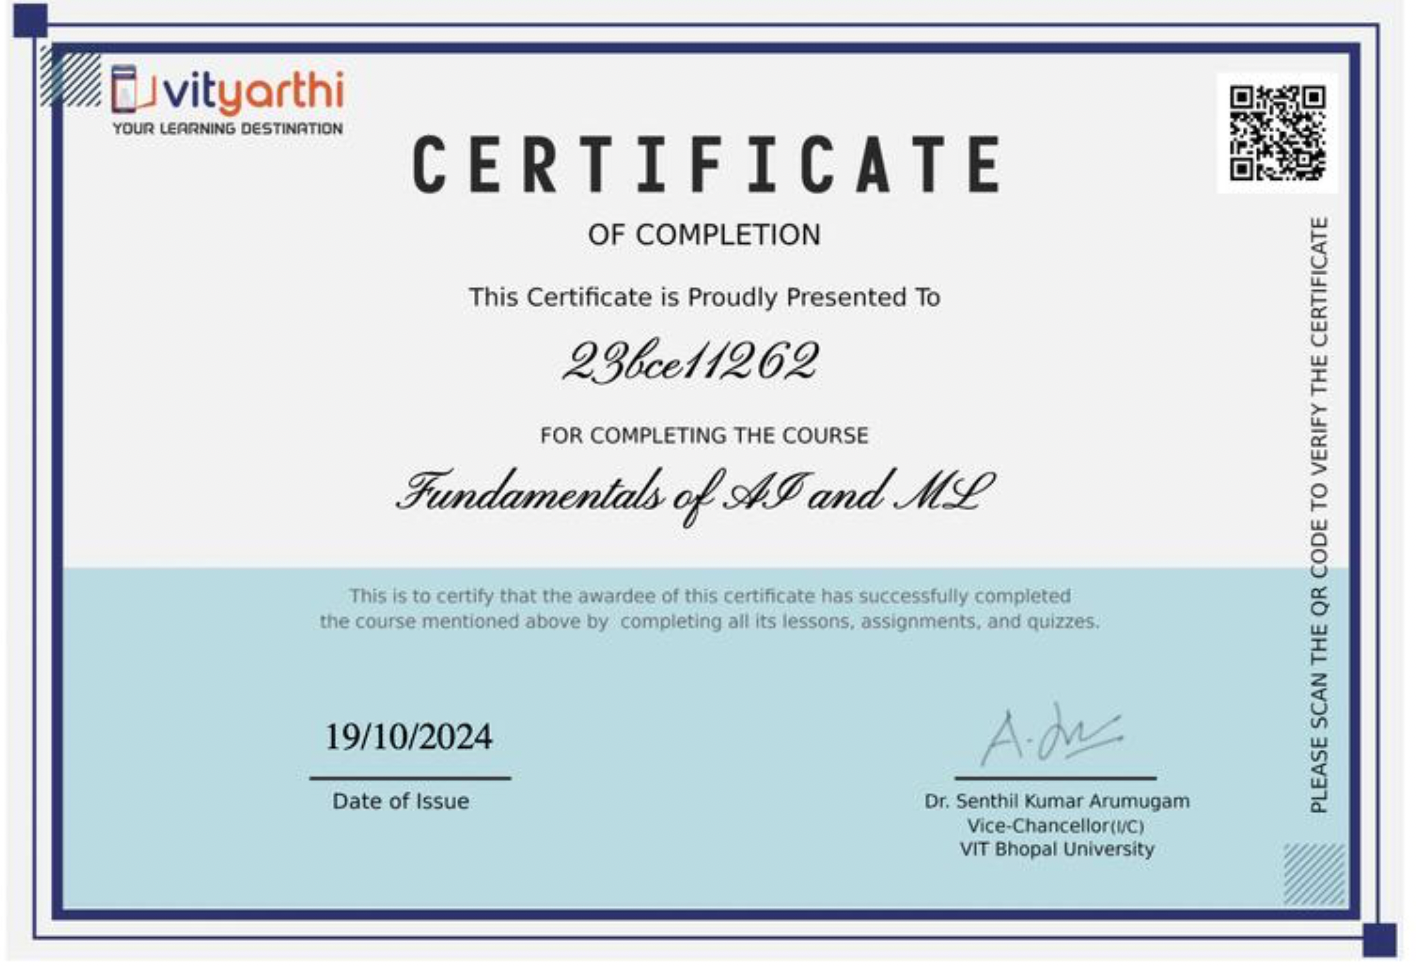 vityarthi
YOUR LEARNING DESTINATION
CERTIFICATE
OF COMPLETION
This Certificate is Proudly Presented To
23bce11262
FOR COMPLETING THE COURSE
Fundamentals of AI and ML
This is to certify that the awardee of this certificate has successfully completed
the course mentioned above by completing all its lessons, assignments, and quizzes.
19/10/2024
Date of Issue
Dr. Senthil Kumar Arumugam
Vice-Chancellor(I/C)
VIT Bhopal University
PLEASE SCAN THE QR CODE TO VERIFY THE CERTIFICATE